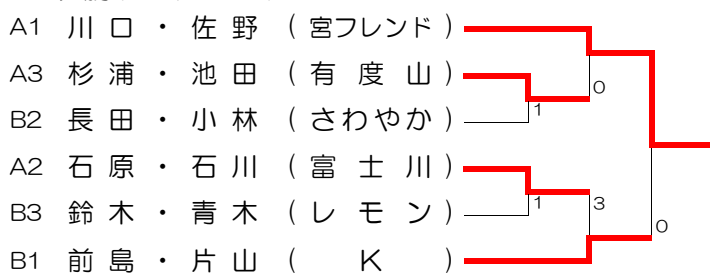 A1 川口・佐野 (宮フレンド)
A3 杉浦・池田 (有度山)
0
B2 長田・小林 (さわやか)
1
A2 石原・石川 (富士川)
B3 鈴木・青木 (レモン)
1 3
0
B1 前島・片山 (K)